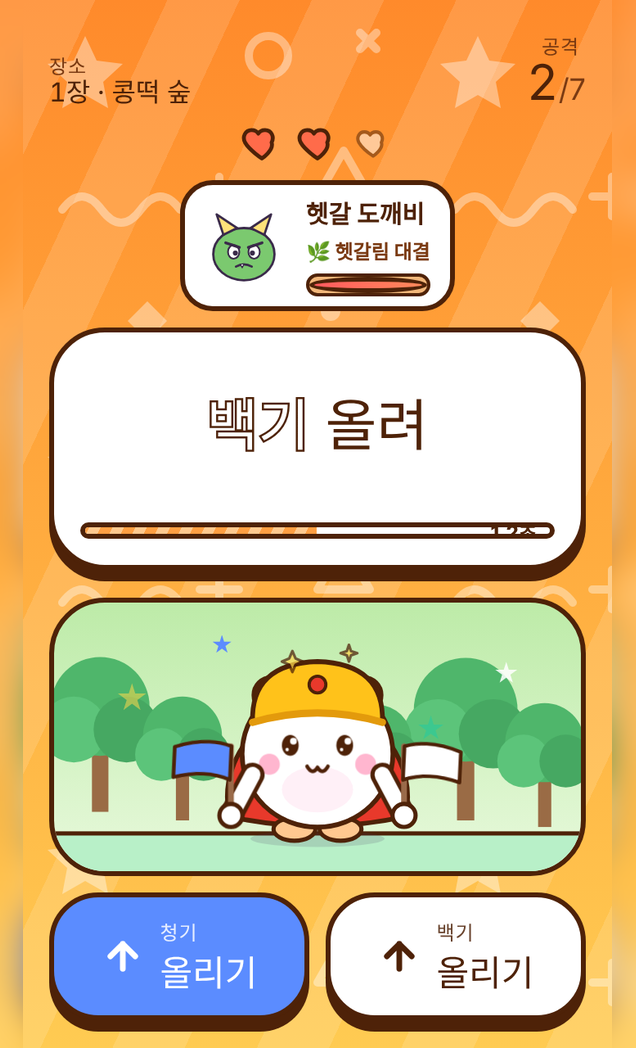 장소
1장 · 콩떡 숲
공격
2/7
헷갈 도깨비
🌿 헷갈림 대결
백기 올려
청기
올리기
백기
올리기